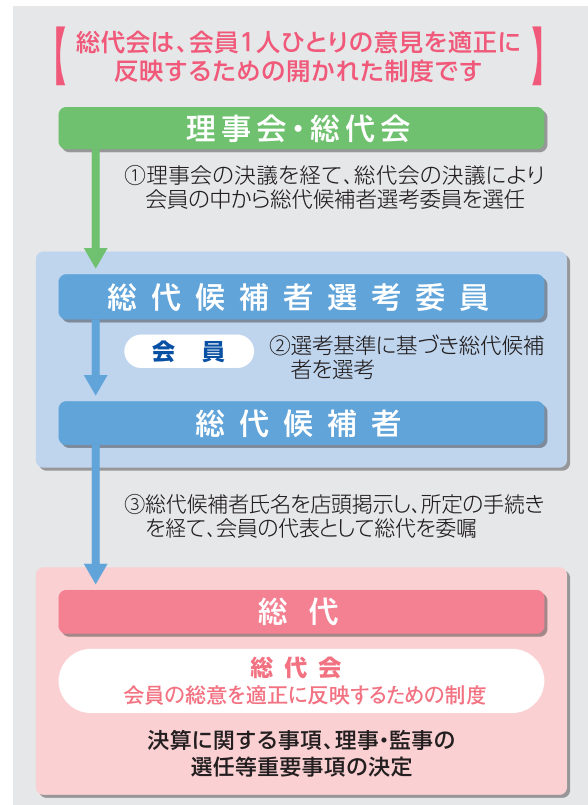 総代会は、会員1人ひとりの意見を適正に
反映するための開かれた制度です
理事会・総代会
①理事会の決議を経て、総代会の決議により
会員の中から総代候補者選考委員を選任
総代候補者選考委員
会員
②選考基準に基づき総代候補
者を選考
総代候補者
③総代候補者氏名を店頭掲示し、所定の手続き
を経て、会員の代表として総代を委嘱
総代
総代会
会員の総意を適正に反映するための制度
決算に関する事項、理事・監事の
選任等重要事項の決定